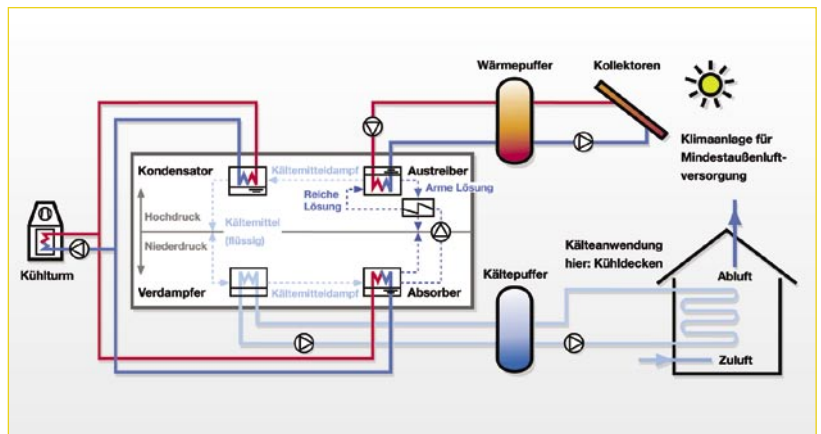 Wärmepuffer
Kollektoren
Klimaanlage für
Mindestaußenluft-
versorgung
Kondensator
Kältemitteldampf
Austreiber
Reiche
Lösung
Arme Lösung
Hochdruck
Kältemittel
(flüssig)
Niederdruck
Kühlturm
Verdampfer
Kältemitteldampf
Absorber
Kältepuffer
Kälteanwendung
hier: Kühldecken
Abluft
Zuluft